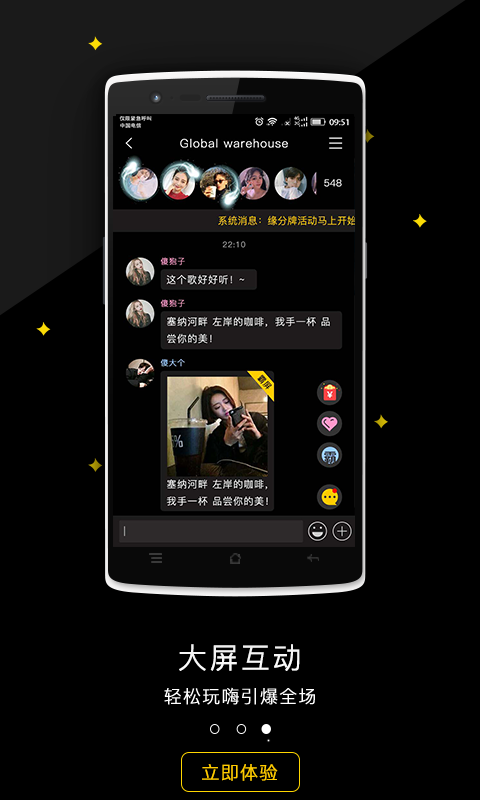 仅限紧急呼叫
中国电信
09:51
Global warehouse
548
系统消息：缘分牌活动马上开始
22:10
傻狍子
这个歌好好听！~
傻狍子
塞纳河畔 左岸的咖啡，我手一杯 品
尝你的美！
傻大个
霸屏
塞纳河畔 左岸的咖啡，
我手一杯 品尝你的美！
¥
霸
大屏互动
轻松玩嗨引爆全场
立即体验